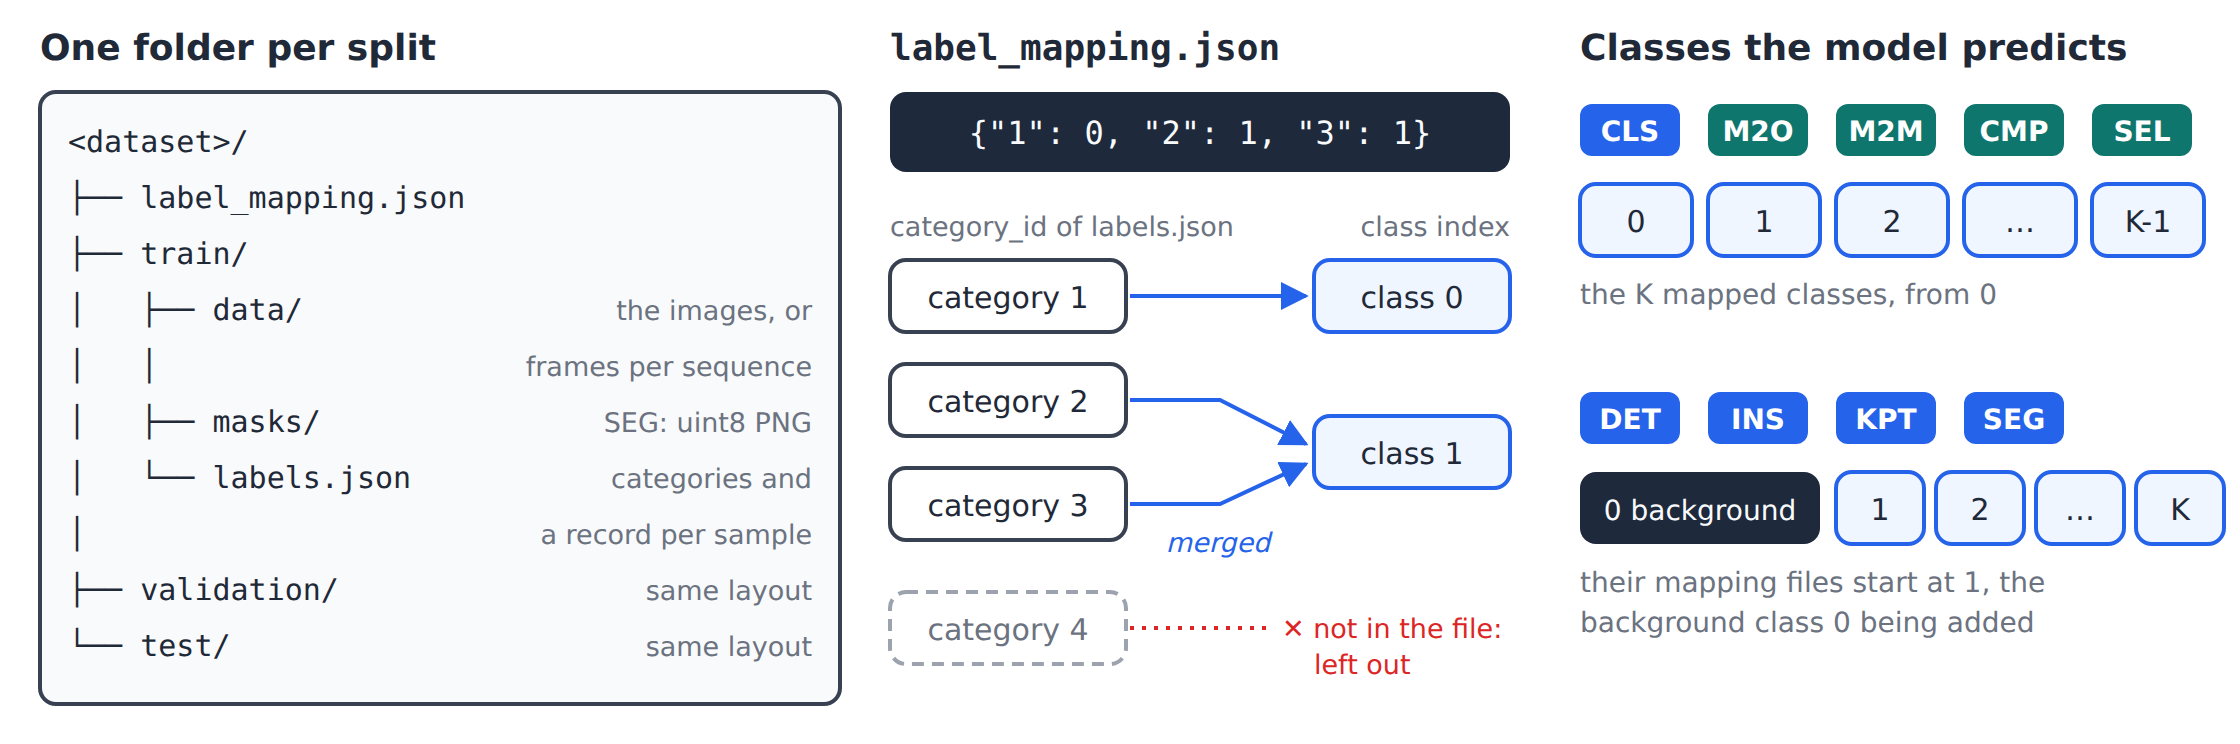 One folder per split
<dataset>/
├── label_mapping.json
├── train/
│   ├── data/ the images, or
│   │ frames per sequence
│   ├── masks/ SEG: uint8 PNG
│   └── labels.json categories and
│ a record per sample
├── validation/ same layout
└── test/ same layout
label_mapping.json
{"1": 0, "2": 1, "3": 1}
category_id of labels.json class index
category 1 class 0
category 2
class 1
category 3
merged
category 4 ✕ not in the file:
left out
Classes the model predicts
CLS M2O M2M CMP SEL
0 1 2 … K-1
the K mapped classes, from 0
DET INS KPT SEG
0 background 1 2 … K
their mapping files start at 1, the
background class 0 being added